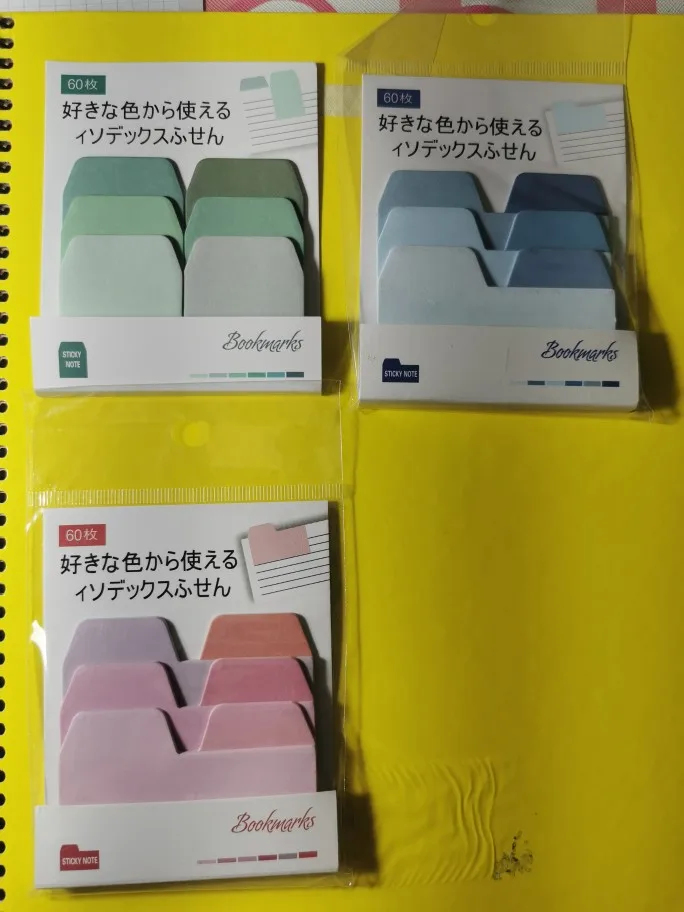 60枚
好きな色から使える
ィソデックスふせん
STICKY
NOTE
Bookmarks
60枚
好きな色から使える
ィソデックスふせん
STICKY NOTE
Bookmarks
60枚
好きな色から使える
ィソデックスふせん
STICKY NOTE
Bookmarks